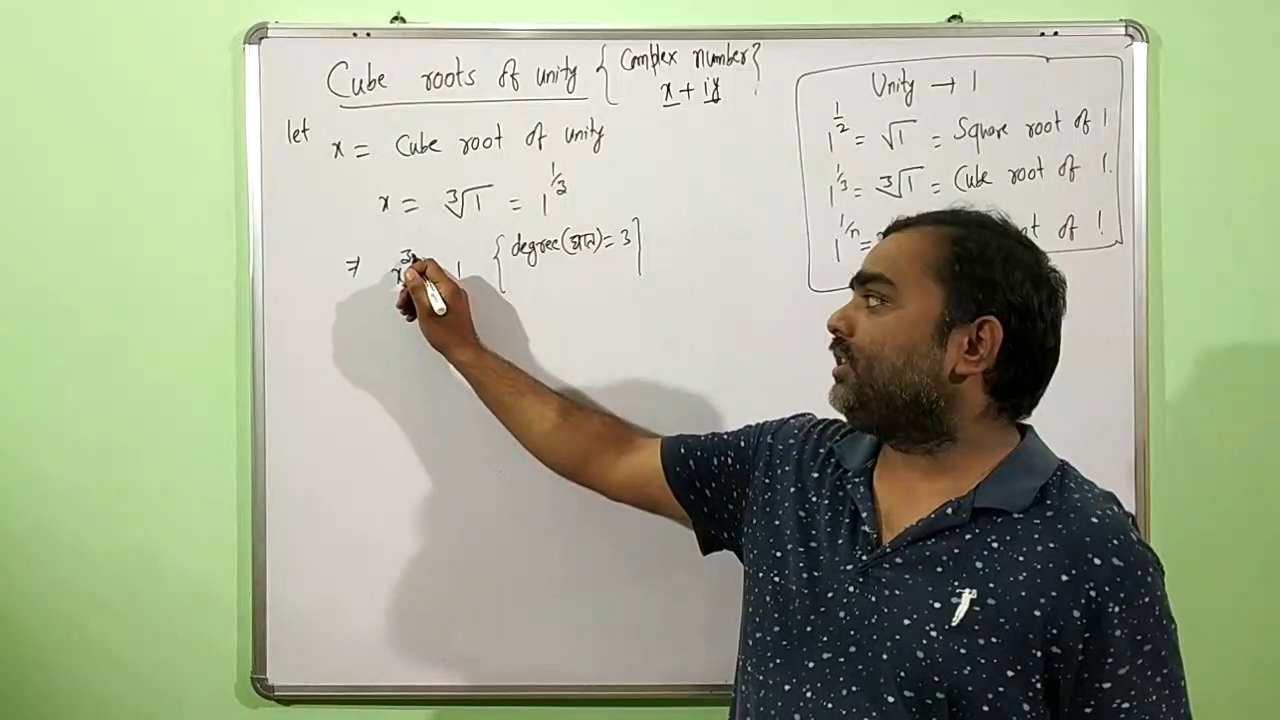 Cube roots of unity { Complex number }
x + iy
let x = Cube root of unity
x = ∛1 = 1^(1/3)
⇒ x³ 1 { degree (घात) = 3 }
Unity → 1
1^(1/2) = √1 = Square root of 1
1^(1/3) = ∛1 = Cube root of 1.
1^(1/n) = root of 1.